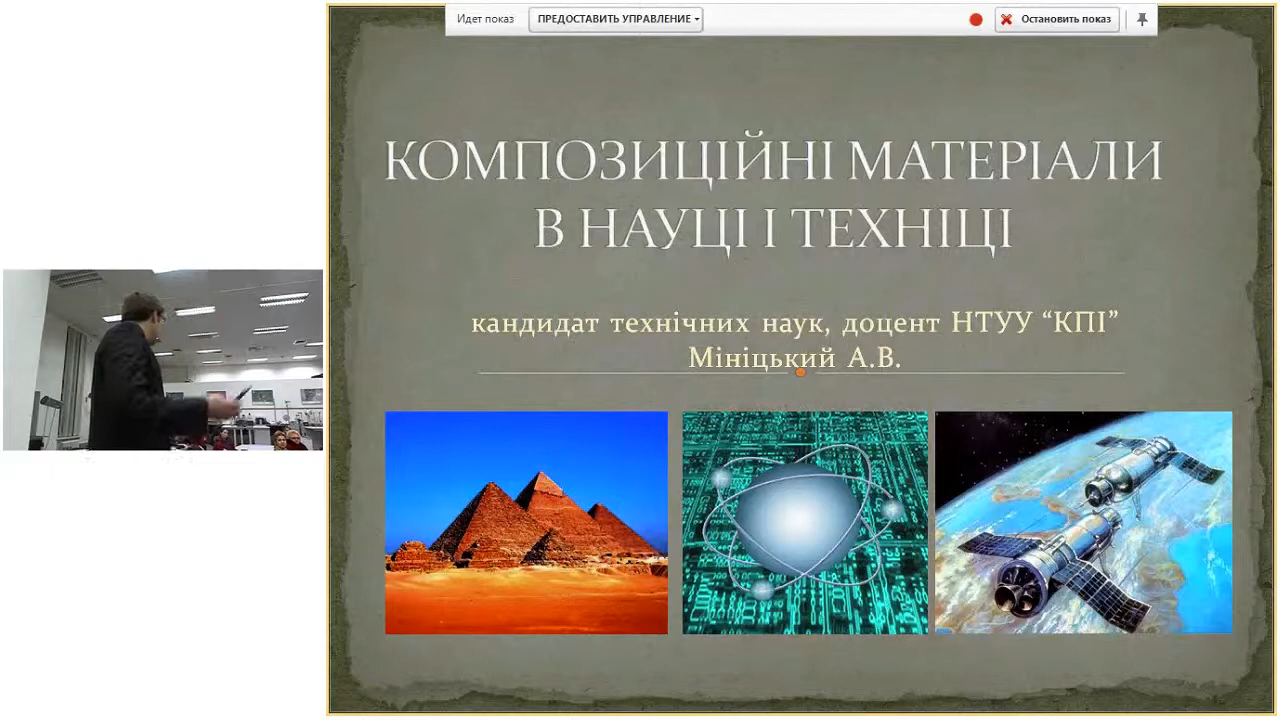 Идет показ
ПРЕДОСТАВИТЬ УПРАВЛЕНИЕ
Остановить показ
КОМПОЗИЦІЙНІ МАТЕРІАЛИ
В НАУЦІ І ТЕХНІЦІ
кандидат технічних наук, доцент НТУУ “КПІ”
Мініцький А.В.